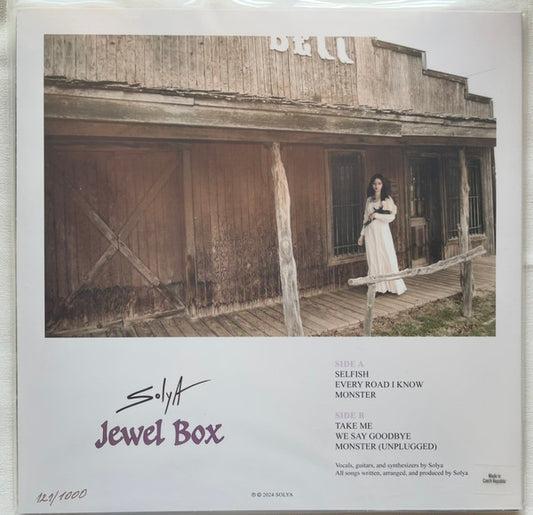 BELL
SolyA
Jewel Box
SIDE A
SELFISH
EVERY ROAD I KNOW
MONSTER
SIDE B
TAKE ME
WE SAY GOODBYE
MONSTER (UNPLUGGED)
Vocals, guitars, and synthesizers by Solya
All songs written, arranged, and produced by Solya
Made in
Czech Republic
121/1000
℗ © 2024 SOLYA